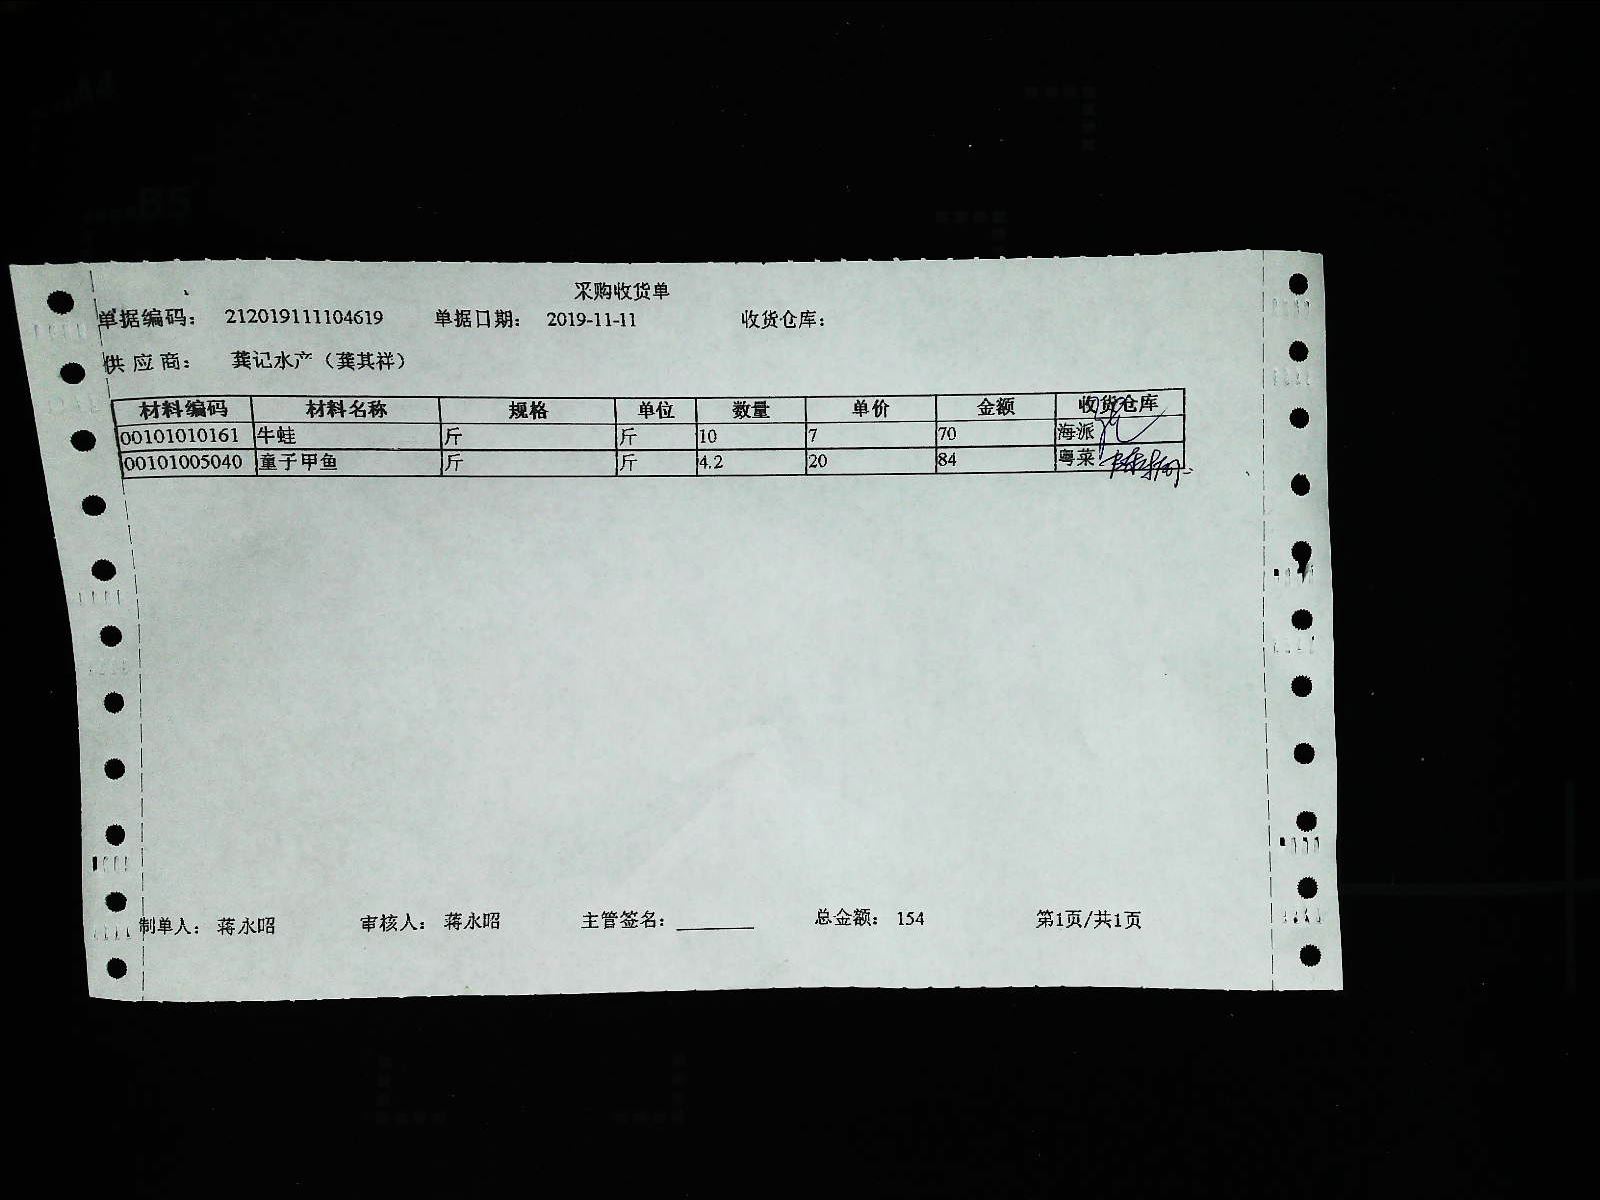 采购收货单
单据编码： 212019111104619 单据日期： 2019-11-11 收货仓库：
供 应 商： 龚记水产（龚其祥）
材料编码 材料名称 规格 单位 数量 单价 金额 收货仓库
00101010161 牛蛙 斤 斤 10 7 70 海派
00101005040 童子甲鱼 斤 斤 4.2 20 84 粤菜
制单人： 蒋永昭 审核人： 蒋永昭 主管签名： 总金额： 154 第1页/共1页